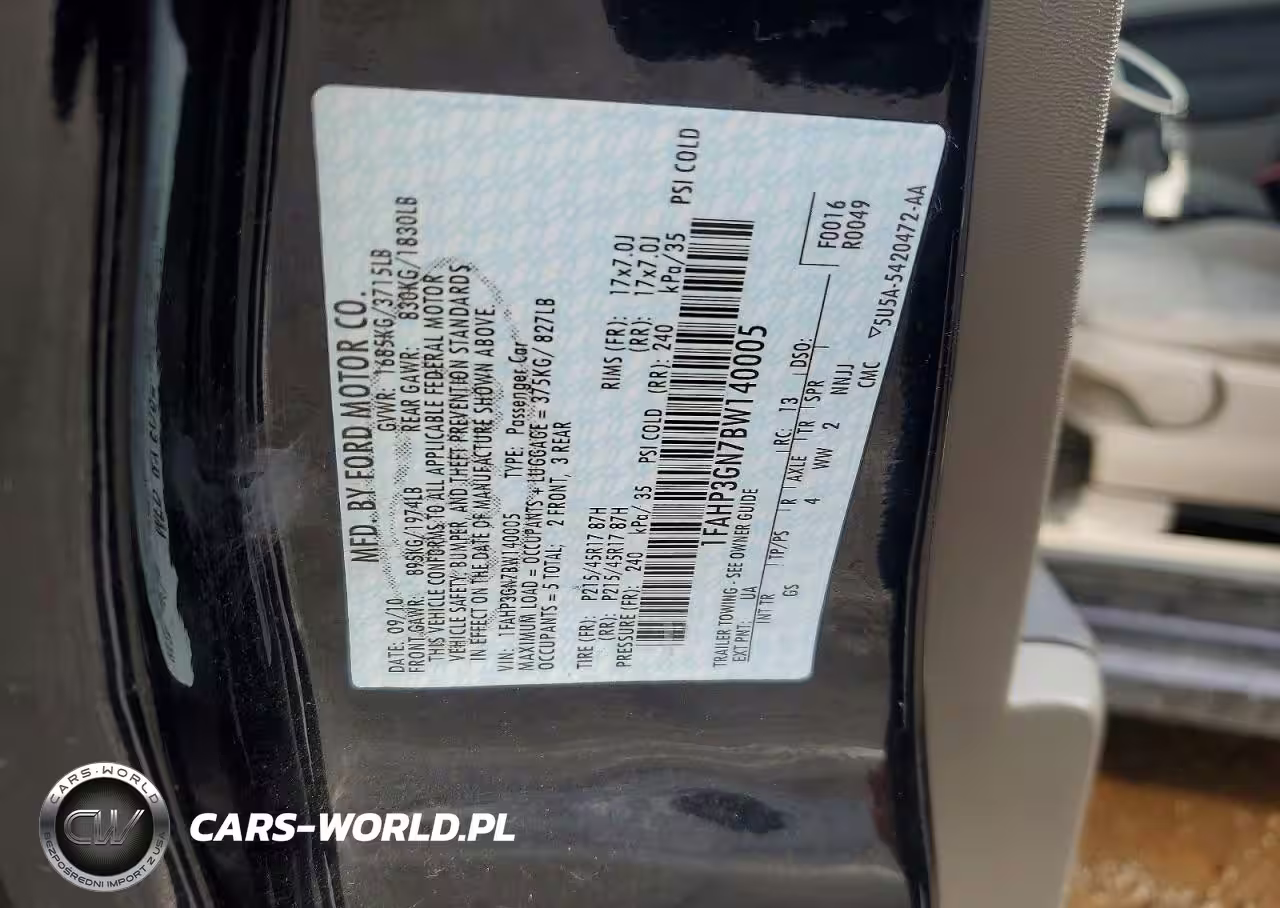 MFD. BY FORD MOTOR CO.
DATE: 09/10 GVWR: 1685KG/3715LB
FRONT GAWR: 895KG/1974LB REAR GAWR: 830KG/1830LB
THIS VEHICLE CONFORMS TO ALL APPLICABLE FEDERAL MOTOR
VEHICLE SAFETY, BUMPER, AND THEFT PREVENTION STANDARDS
IN EFFECT ON THE DATE OF MANUFACTURE SHOWN ABOVE.
VIN: 1FAHP3GN7BW140005 TYPE: Passenger Car
MAXIMUM LOAD = OCCUPANTS + LUGGAGE = 375KG/ 827LB
OCCUPANTS = 5 TOTAL: 2 FRONT, 3 REAR
TIRE (FR): P215/45R17 87H RIMS (FR): 17x7.0J
(RR): P215/45R17 87H (RR): 17x7.0J
PRESSURE (FR): 240 kPa/ 35 PSI COLD (RR): 240 kPa/35 PSI COLD
1FAHP3GN7BW140005
TRAILER TOWING - SEE OWNER GUIDE
EXT PNT: UA RC: 13 DSO: F0016
R0049
INT TR TP/PS R AXLE TR SPR
GS 4 WW 2 NNJJ
CMC ▽5U5A-5420472-AA
CARS-WORLD
CW
BEZPOŚREDNI IMPORT Z USA
CARS-WORLD.PL